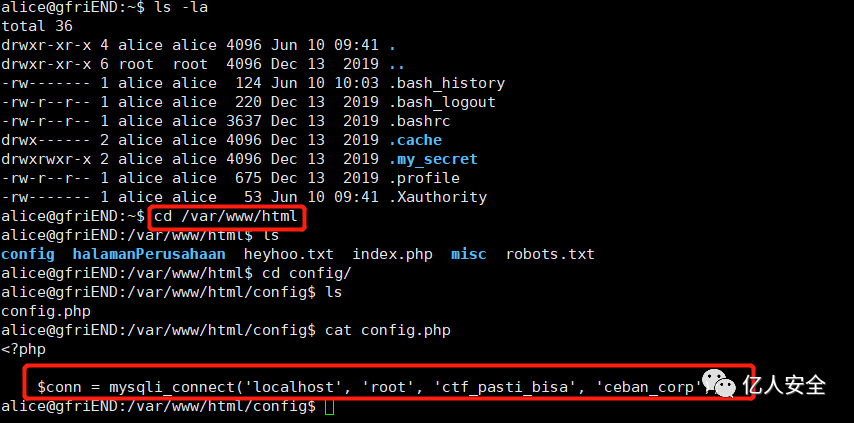 alice@gfriEND:~$ ls -la
total 36
drwxr-xr-x 4 alice alice 4096 Jun 10 09:41 .
drwxr-xr-x 6 root  root  4096 Dec 13  2019 ..
-rw------- 1 alice alice  124 Jun 10 10:03 .bash_history
-rw-r--r-- 1 alice alice  220 Dec 13  2019 .bash_logout
-rw-r--r-- 1 alice alice 3637 Dec 13  2019 .bashrc
drwx------ 2 alice alice 4096 Dec 13  2019 .cache
drwxrwxr-x 2 alice alice 4096 Dec 13  2019 .my_secret
-rw-r--r-- 1 alice alice  675 Dec 13  2019 .profile
-rw------- 1 alice alice   53 Jun 10 09:41 .Xauthority
alice@gfriEND:~$ cd /var/www/html
alice@gfriEND:/var/www/html$ ls
config  halamanPerusahaan  heyhoo.txt  index.php  misc  robots.txt
alice@gfriEND:/var/www/html$ cd config/
alice@gfriEND:/var/www/html/config$ ls
config.php
alice@gfriEND:/var/www/html/config$ cat config.php
<?php
$conn = mysqli_connect('localhost', 'root', 'ctf_pasti_bisa', 'ceban_corp'
亿人安全
alice@gfriEND:/var/www/html/config$